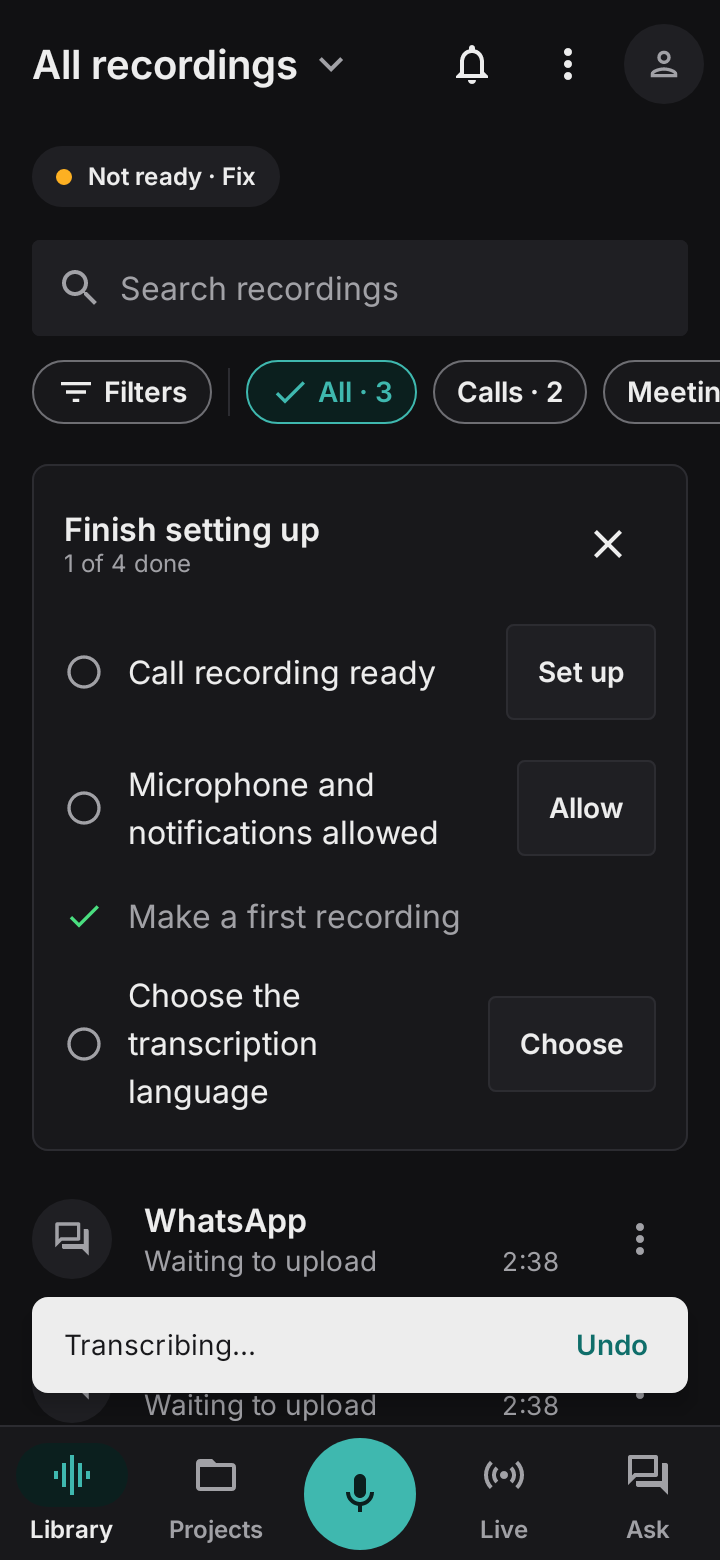 All recordings
Not ready · Fix
Search recordings
Filters
All · 3
Calls · 2
Meetin
Finish setting up
1 of 4 done
Call recording ready
Set up
Microphone and
notifications allowed
Allow
Make a first recording
Choose the
transcription
language
Choose
WhatsApp
Waiting to upload
2:38
Transcribing...
Undo
Waiting to upload
2:38
Library
Projects
Live
Ask